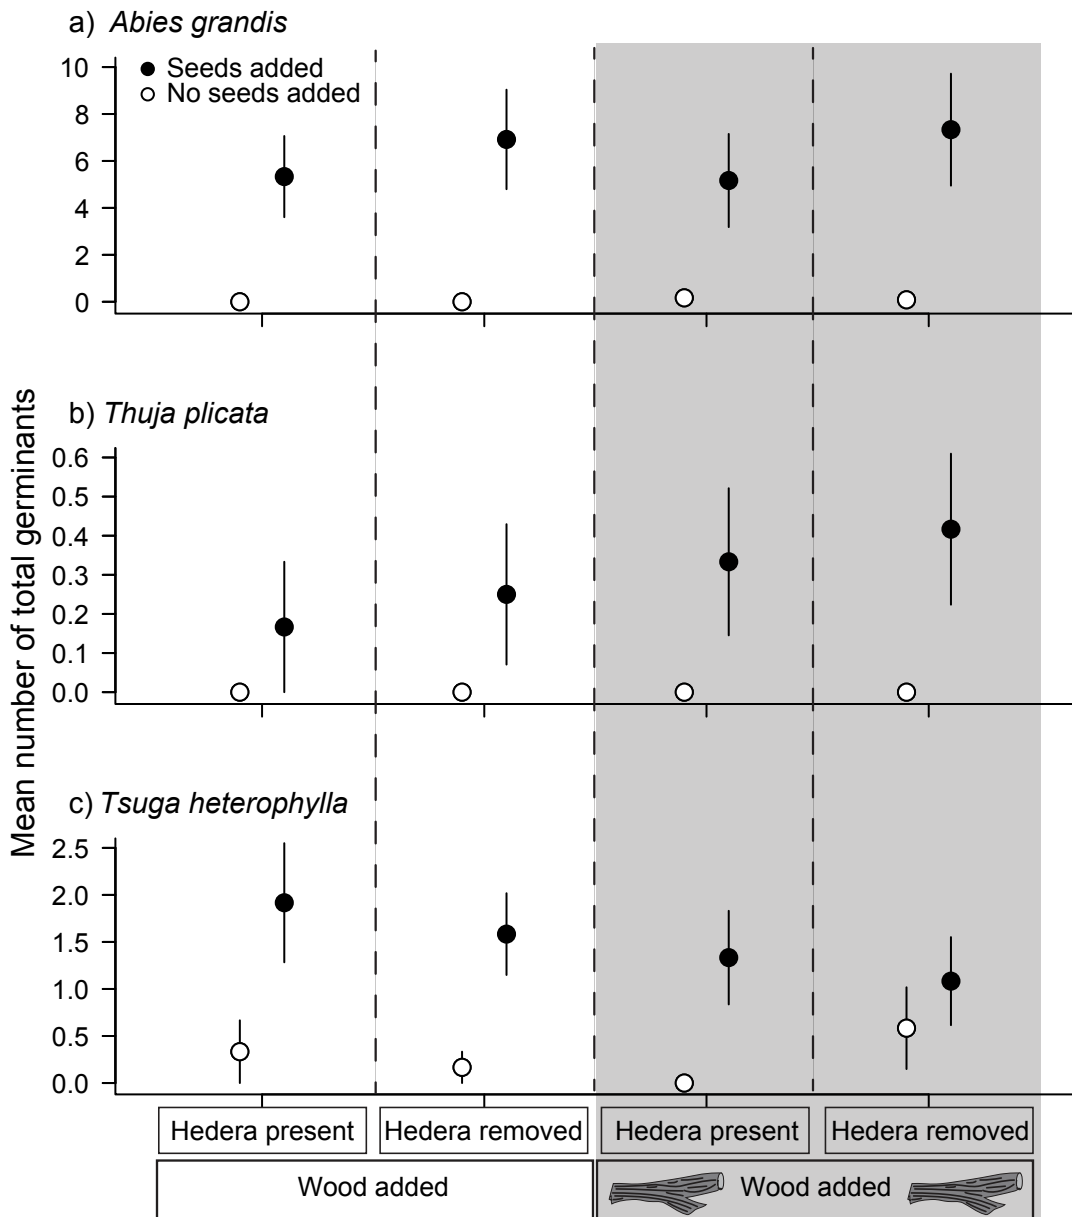 a) Abies grandis
Seeds added
No seeds added
10
8
6
4
2
0
Mean number of total germinants
b) Thuja plicata
0.6
0.5
0.4
0.3
0.2
0.1
0.0
c) Tsuga heterophylla
2.5
2.0
1.5
1.0
0.5
0.0
Hedera present Hedera removed Hedera present Hedera removed
Wood added Wood added